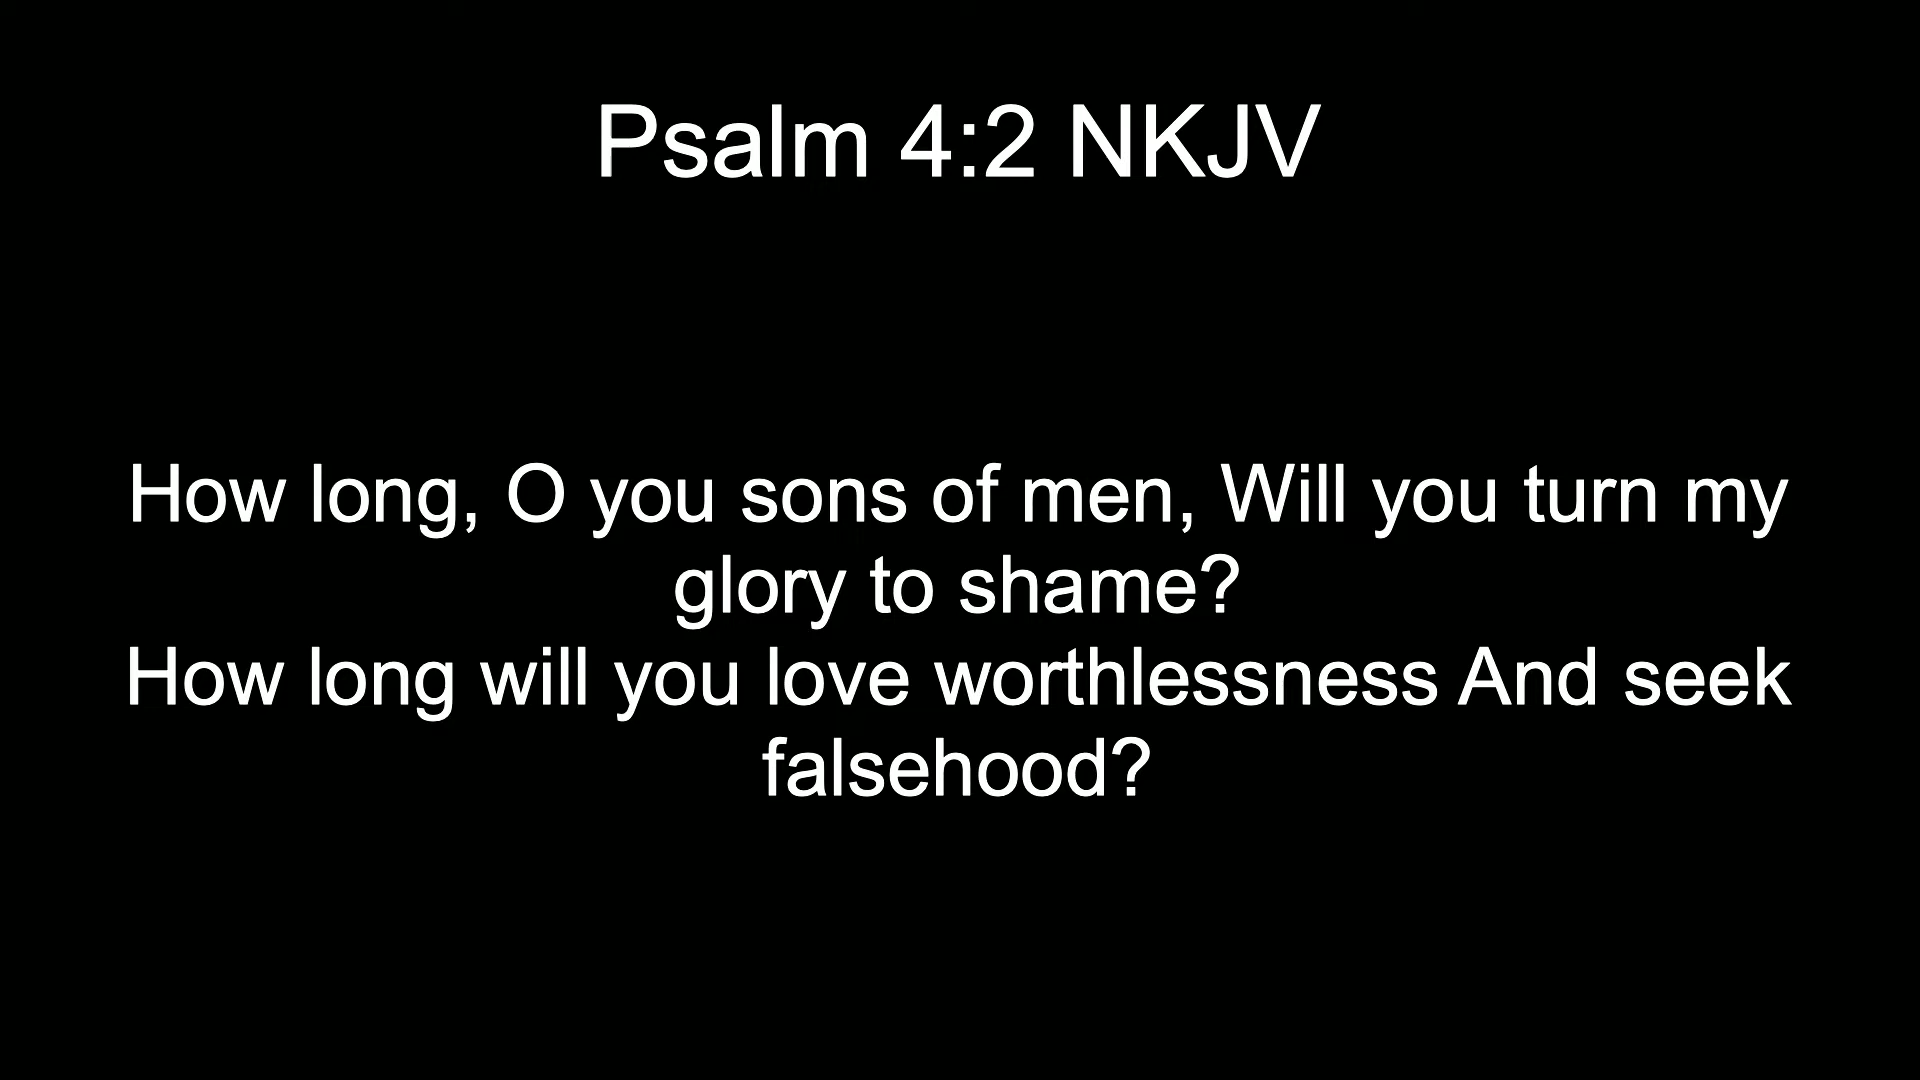 Psalm 4:2 NKJV
How long, O you sons of men, Will you turn my
glory to shame?
How long will you love worthlessness And seek
falsehood?